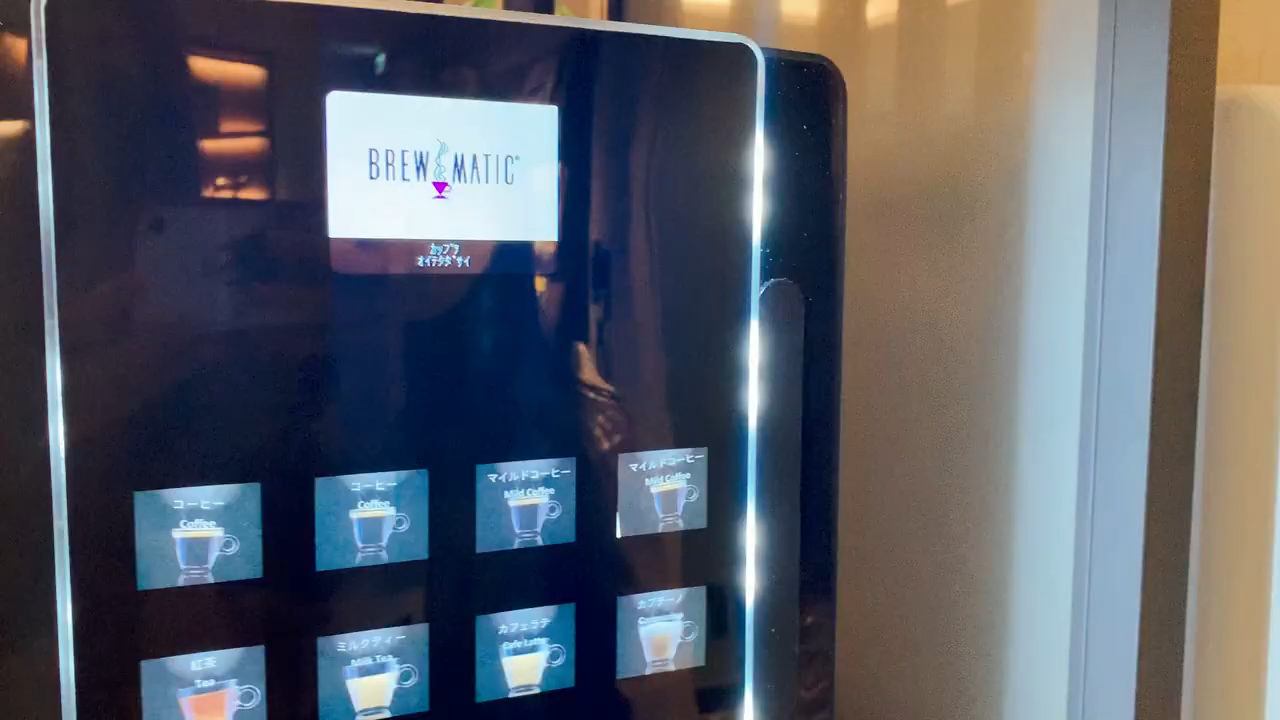 BREW MATIC®
カップヲ
オイテクダサイ
コーヒー
Coffee
コーヒー
Coffee
マイルドコーヒー
Mild Coffee
マイルドコーヒー
Mild Coffee
紅茶
Tea
ミルクティー
Milk Tea
カフェラテ
Cafe Latte
カプチーノ